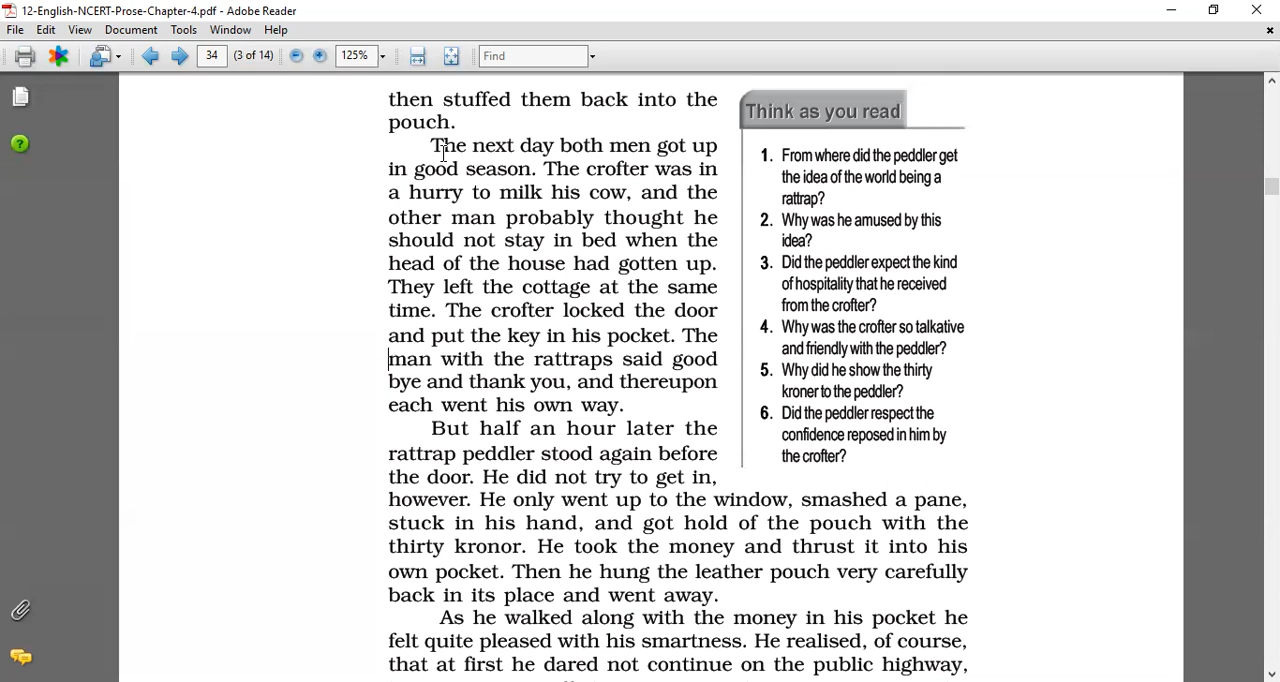 12-English-NCERT-Prose-Chapter-4.pdf - Adobe Reader
File Edit View Document Tools Window Help
34 (3 of 14) 125% Find
then stuffed them back into the
pouch.
The next day both men got up
in good season. The crofter was in
a hurry to milk his cow, and the
other man probably thought he
should not stay in bed when the
head of the house had gotten up.
They left the cottage at the same
time. The crofter locked the door
and put the key in his pocket. The
man with the rattraps said good
bye and thank you, and thereupon
each went his own way.
But half an hour later the
rattrap peddler stood again before
the door. He did not try to get in,
however. He only went up to the window, smashed a pane,
stuck in his hand, and got hold of the pouch with the
thirty kronor. He took the money and thrust it into his
own pocket. Then he hung the leather pouch very carefully
back in its place and went away.
As he walked along with the money in his pocket he
felt quite pleased with his smartness. He realised, of course,
that at first he dared not continue on the public highway,
Think as you read
1. From where did the peddler get
the idea of the world being a
rattrap?
2. Why was he amused by this
idea?
3. Did the peddler expect the kind
of hospitality that he received
from the crofter?
4. Why was the crofter so talkative
and friendly with the peddler?
5. Why did he show the thirty
kroner to the peddler?
6. Did the peddler respect the
confidence reposed in him by
the crofter?